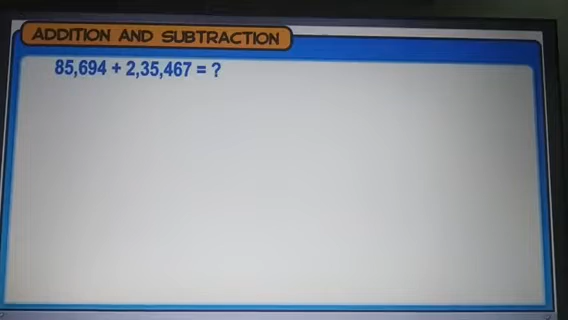 ADDITION AND SUBTRACTION
85,694 + 2,35,467 = ?